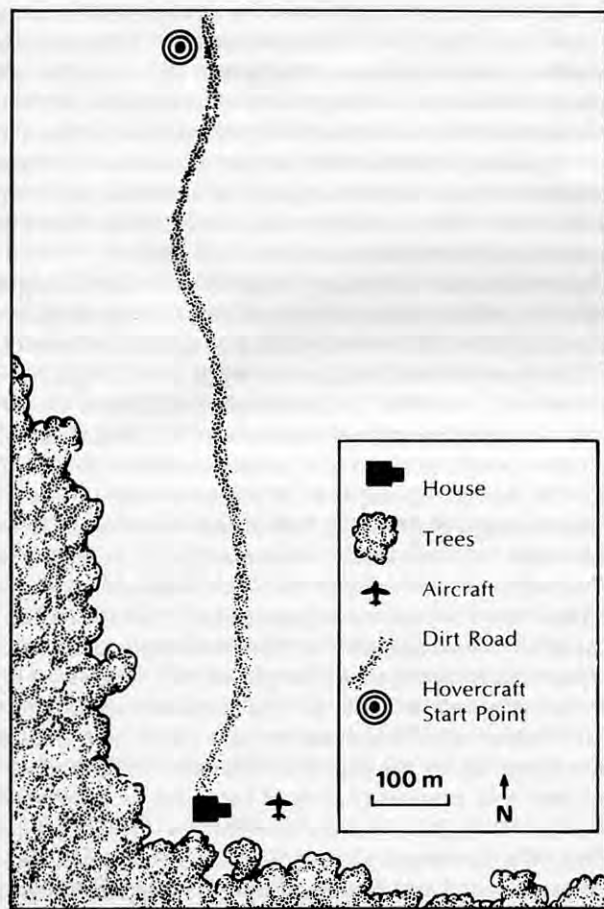 House
Trees
Aircraft
Dirt Road
Hovercraft
Start Point
100 m
N